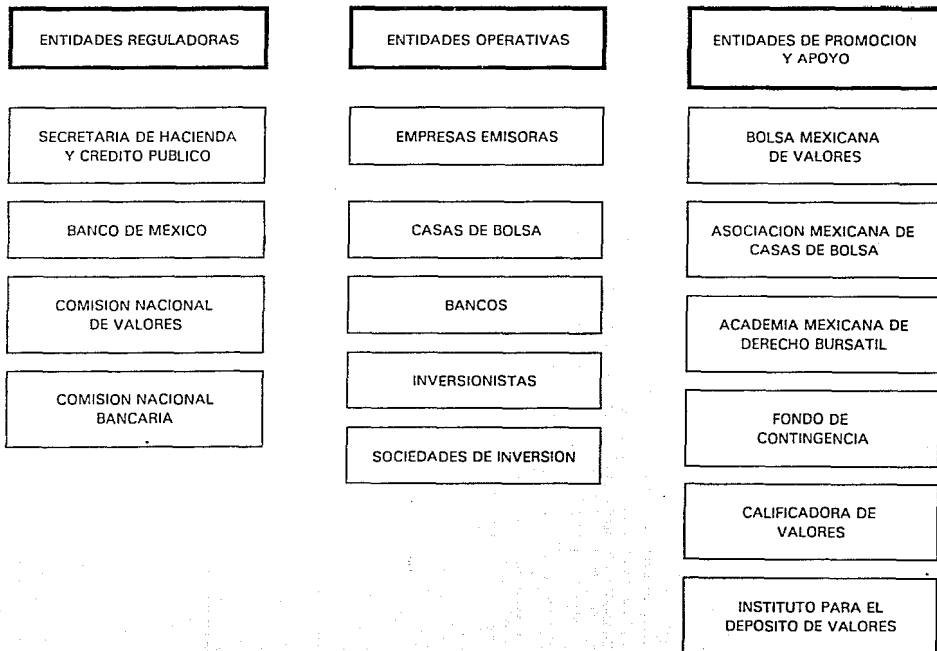 ENTIDADES REGULADORAS
SECRETARIA DE HACIENDA
Y CREDITO PUBLICO
BANCO DE MEXICO
COMISION NACIONAL
DE VALORES
COMISION NACIONAL
BANCARIA
ENTIDADES OPERATIVAS
EMPRESAS EMISORAS
CASAS DE BOLSA
BANCOS
INVERSIONISTAS
SOCIEDADES DE INVERSION
ENTIDADES DE PROMOCION
Y APOYO
BOLSA MEXICANA
DE VALORES
ASOCIACION MEXICANA DE
CASAS DE BOLSA
ACADEMIA MEXICANA DE
DERECHO BURSATIL
FONDO DE
CONTINGENCIA
CALIFICADORA DE
VALORES
INSTITUTO PARA EL
DEPOSITO DE VALORES